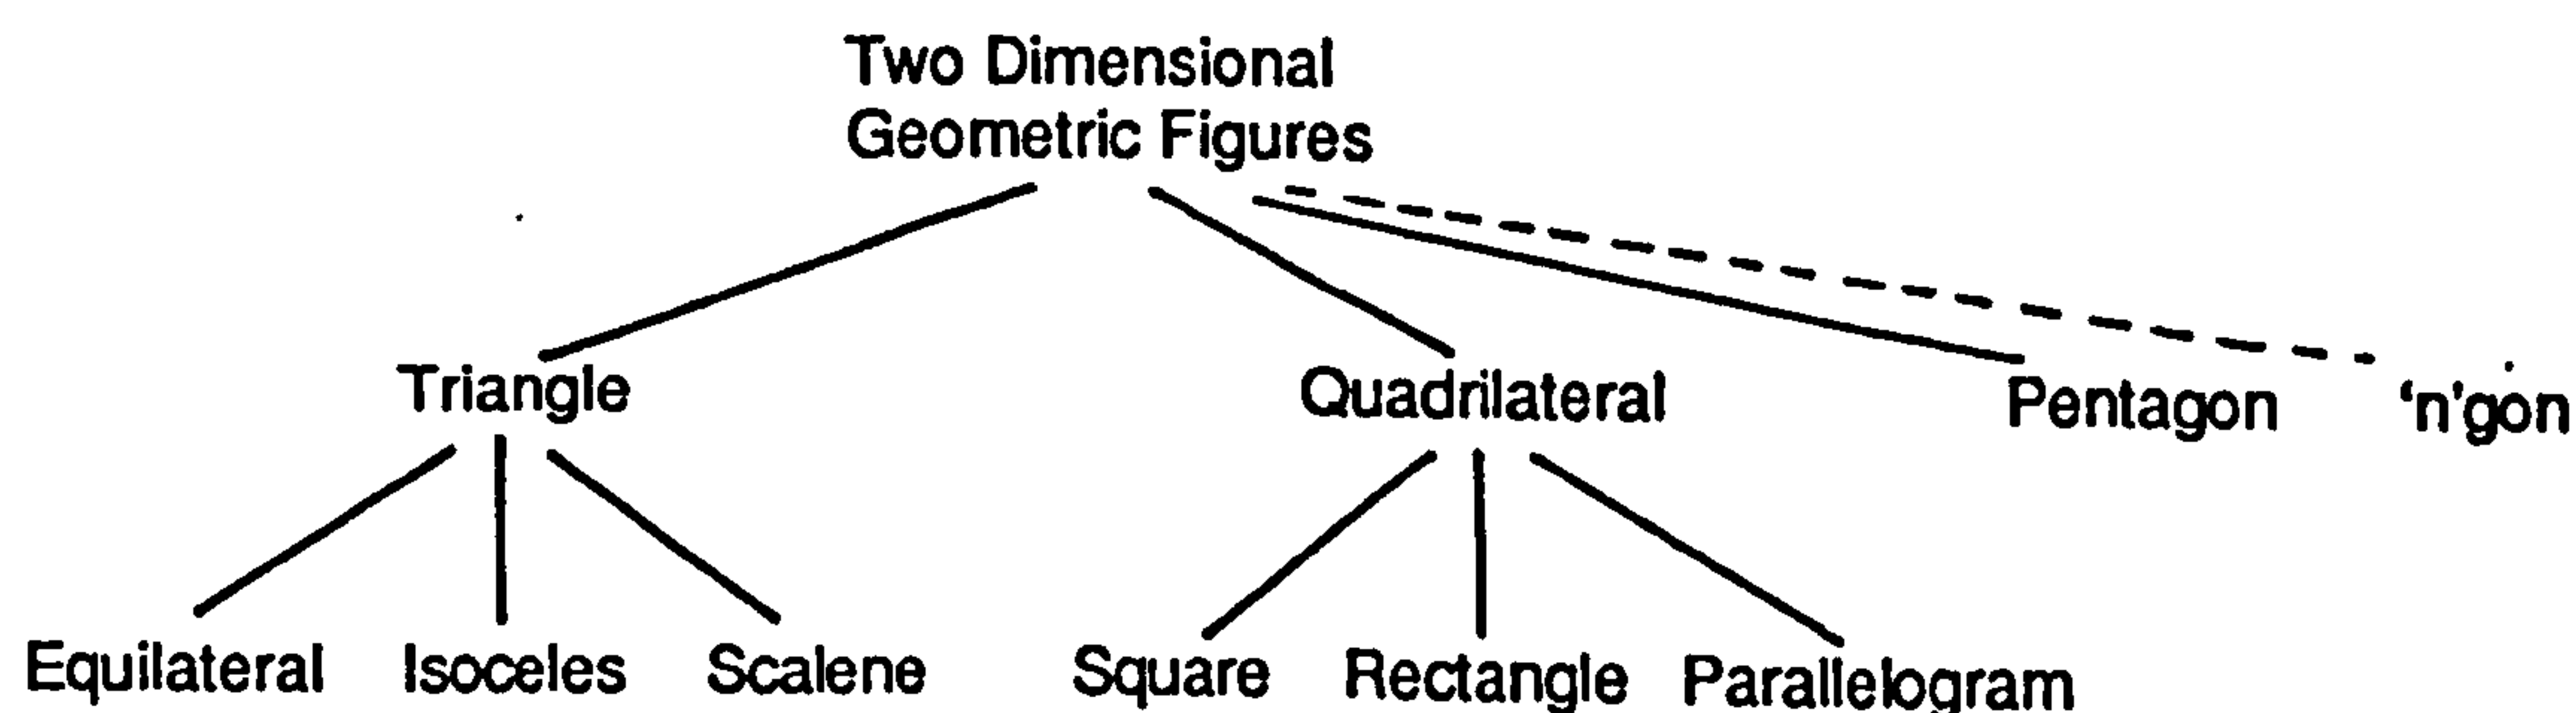 Two Dimensional
Geometric Figures
Triangle
Quadrilateral
Pentagon
‘n’gon
Equilateral
Isoceles
Scalene
Square
Rectangle
Parallelogram